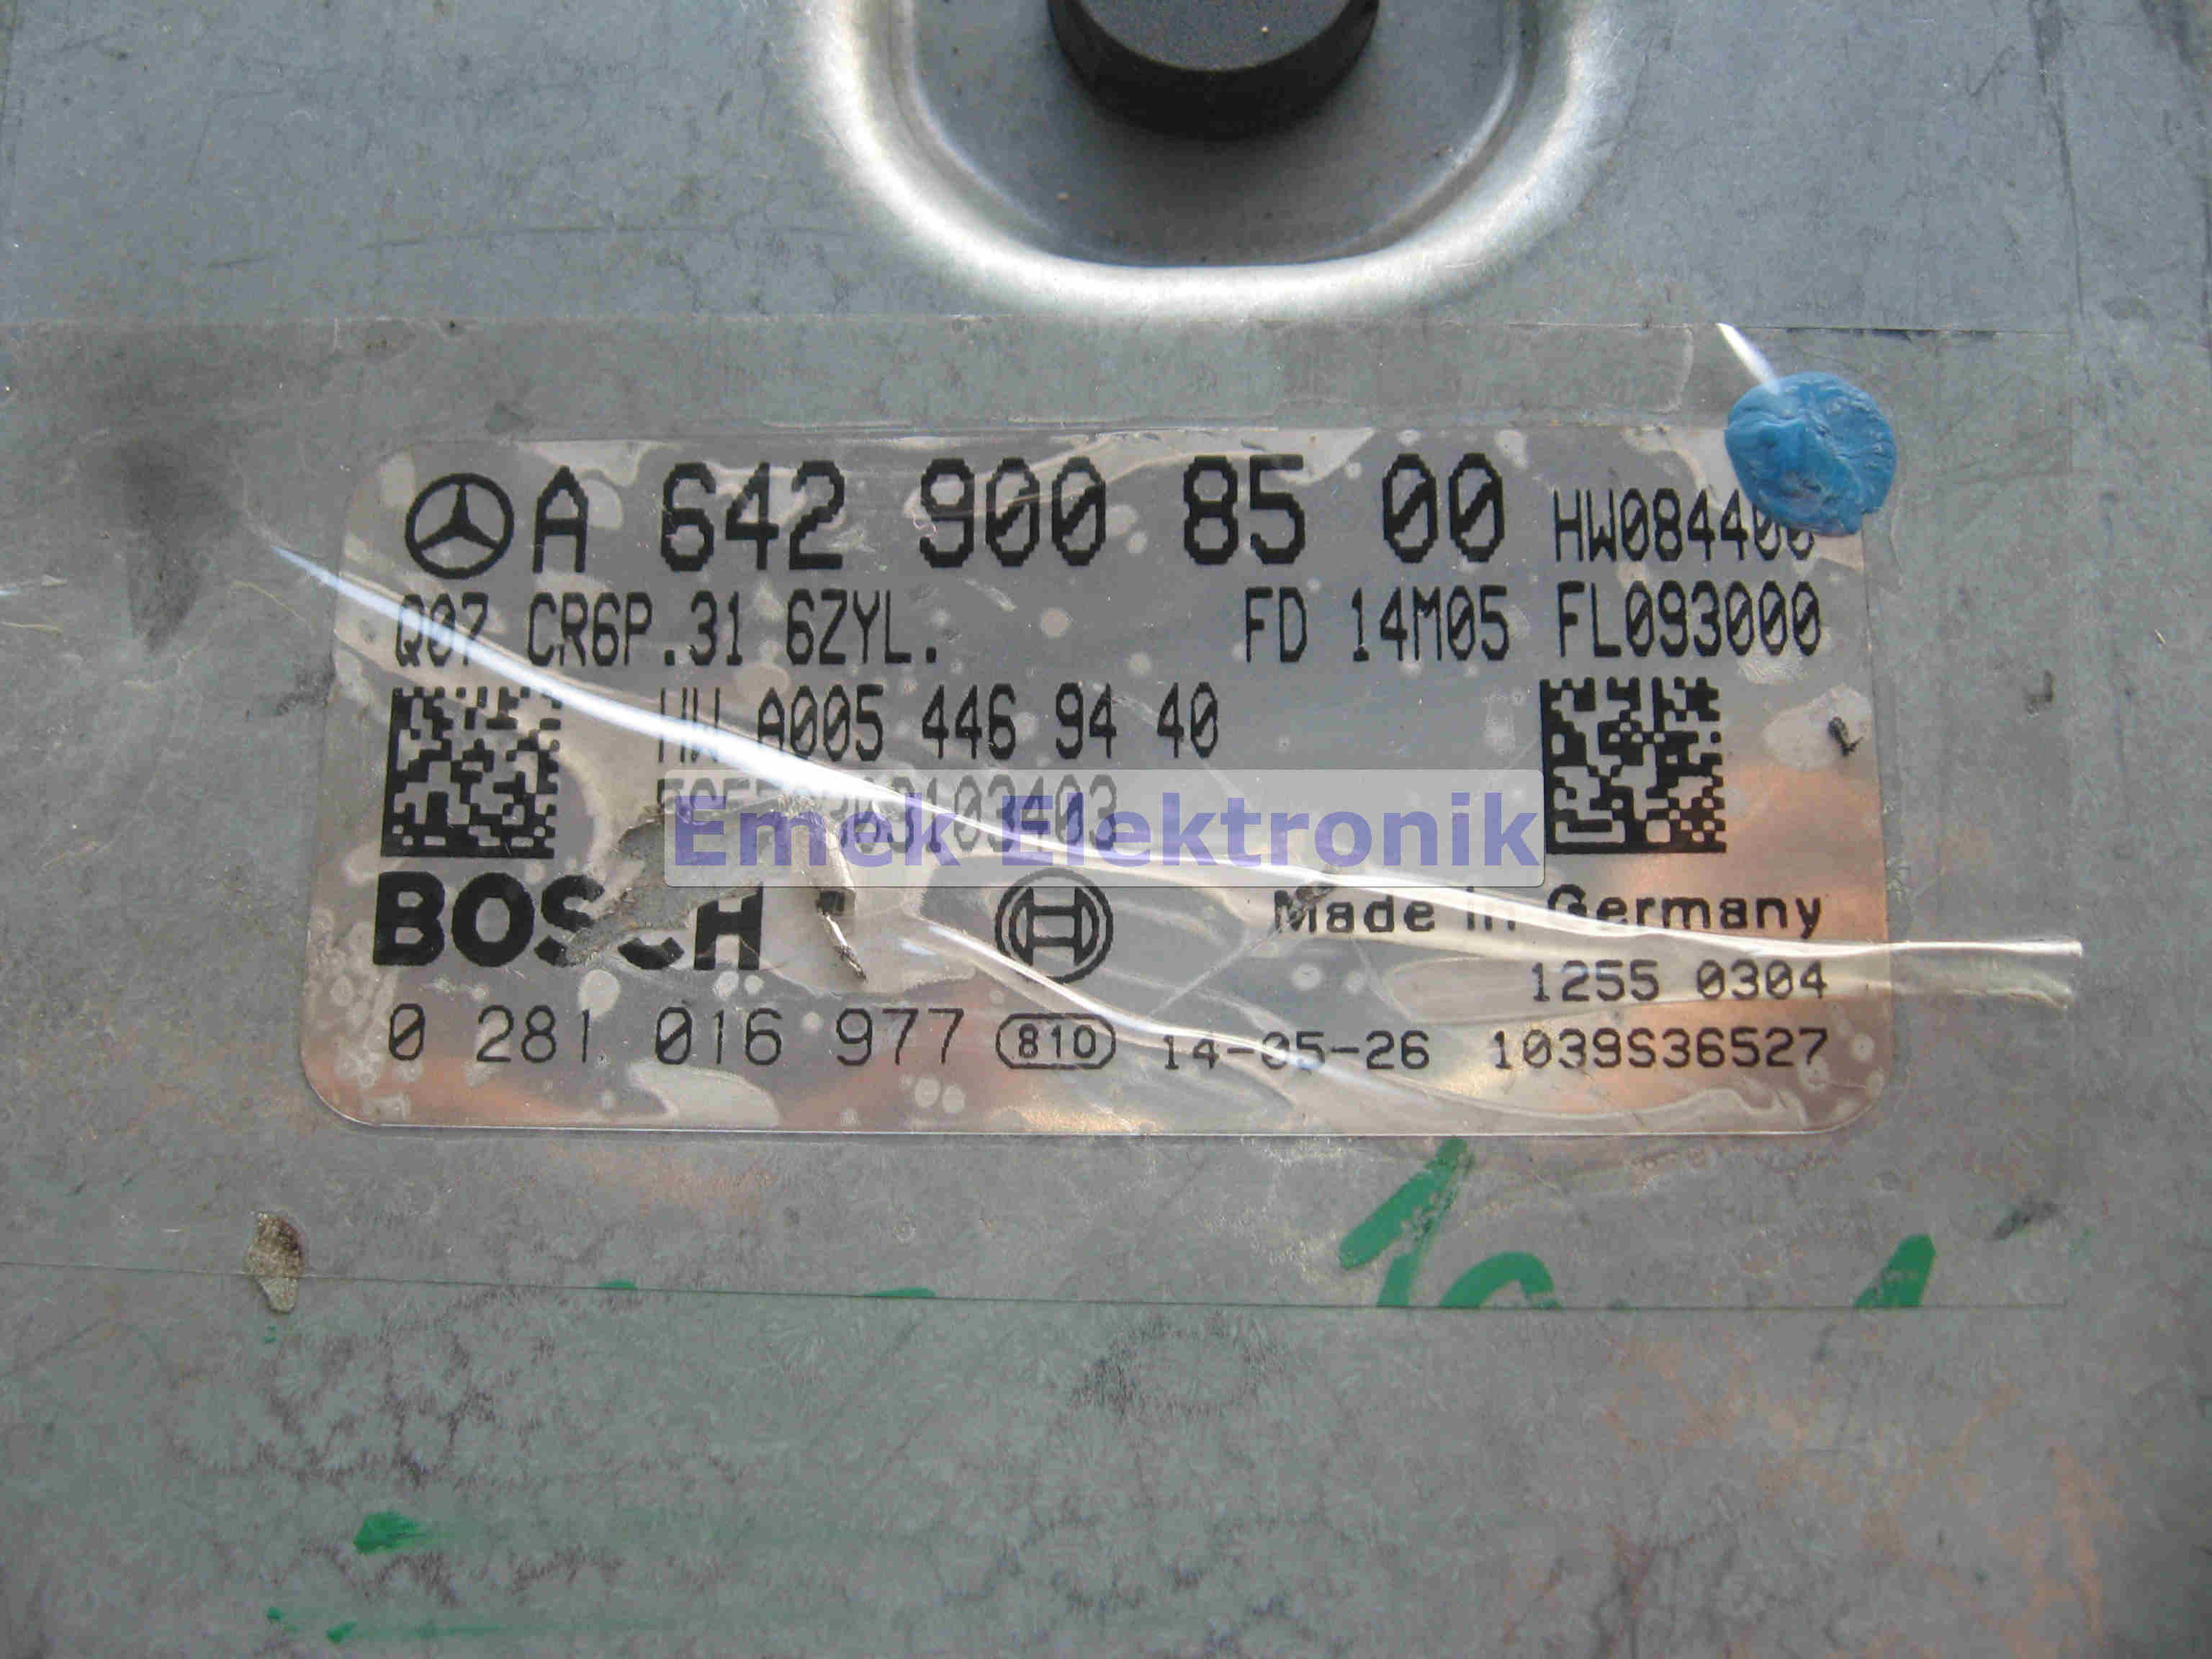 A 642 900 85 00 HW084400
Q07 CR6P.31 6ZYL. FD 14M05 FL093000
HW A005 446 94 40
Emek Elektronik
BOSCH
Made in Germany
1255 0304
0 281 016 977 810 14-05-26 1039S36527